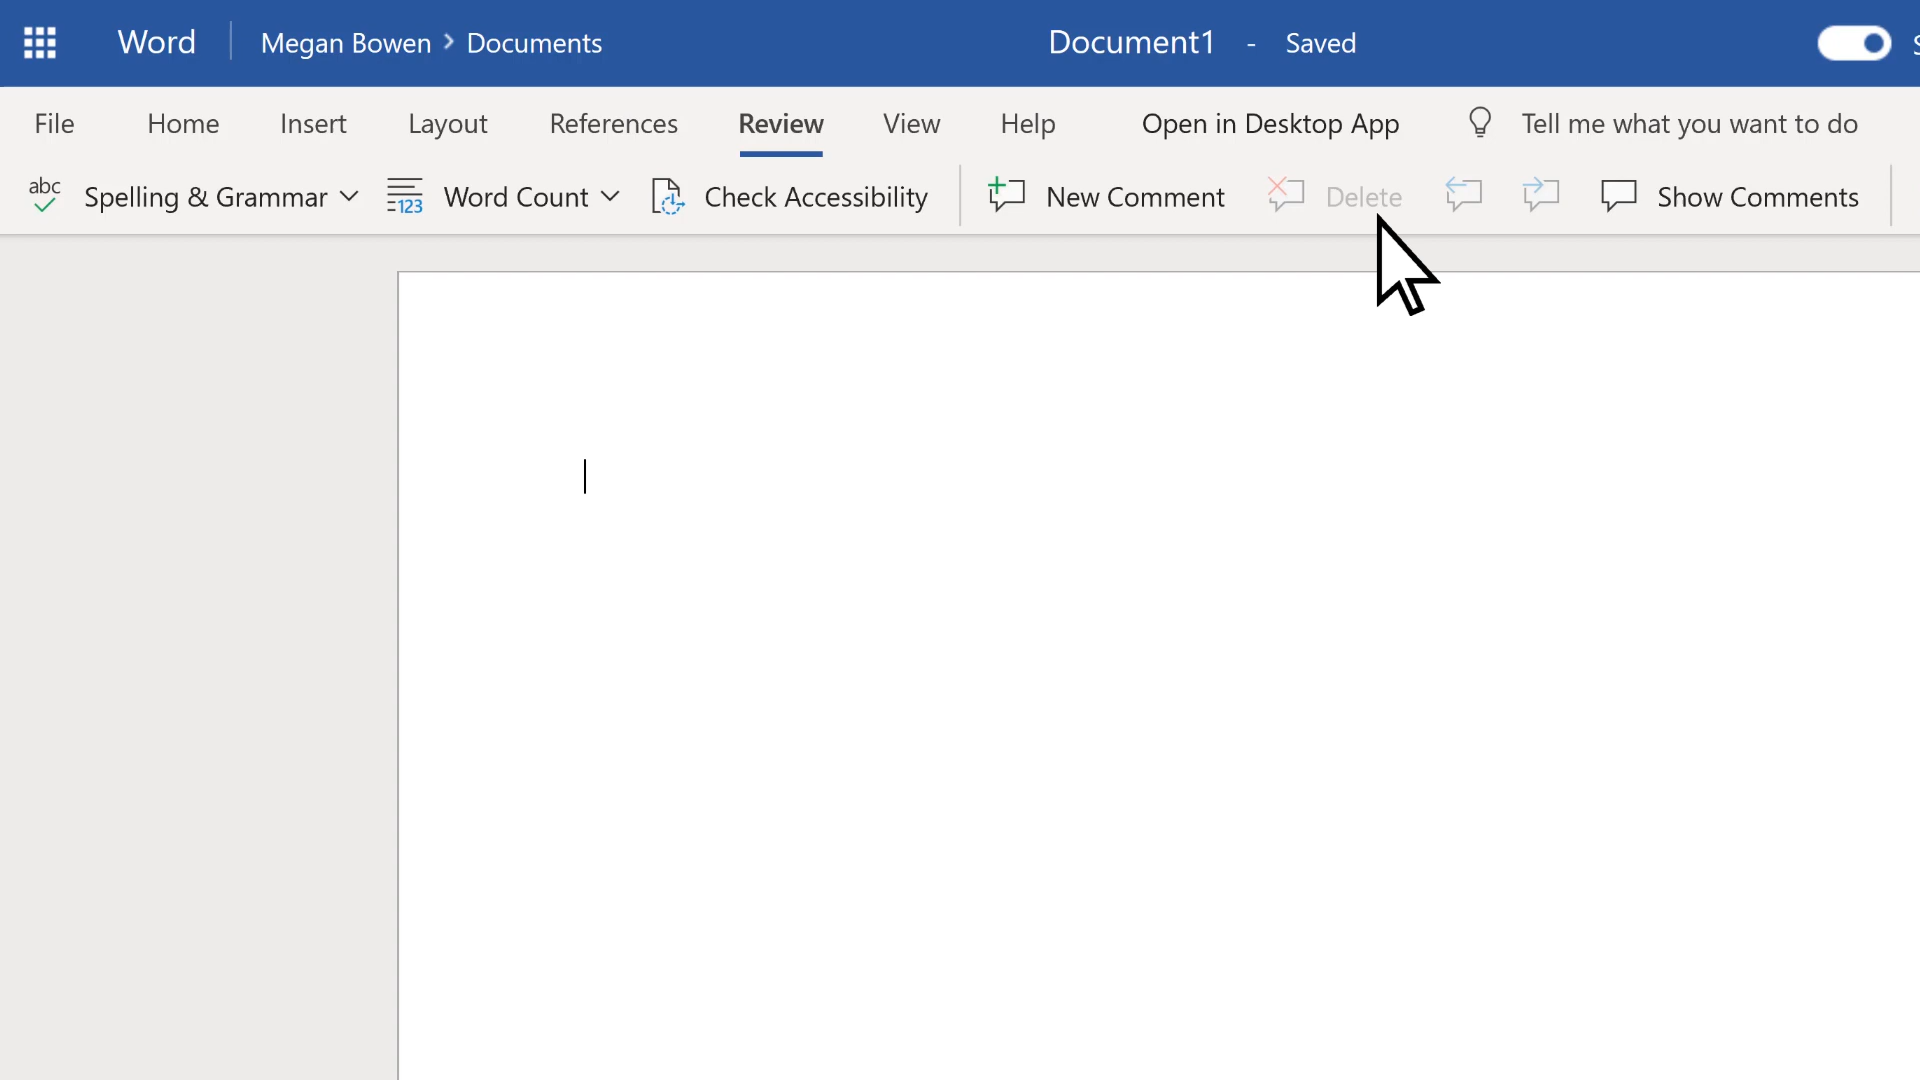 Word Megan Bowen > Documents Document1 - Saved
File Home Insert Layout References Review View Help Open in Desktop App Tell me what you want to do
abc Spelling & Grammar 123 Word Count Check Accessibility New Comment Delete Show Comments